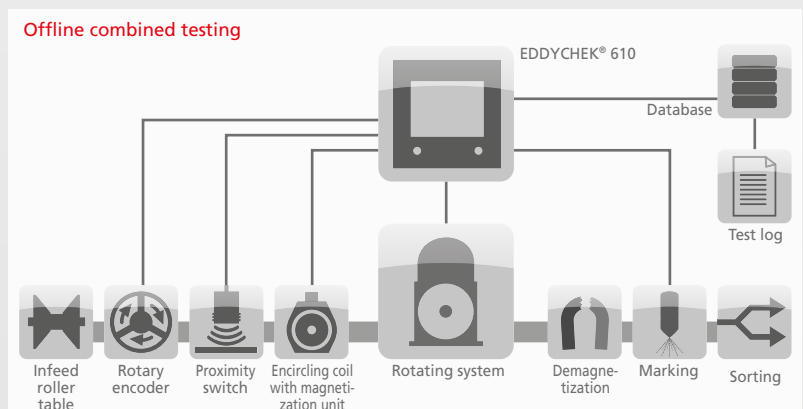 Offline combined testing
EDDYCHEK® 610
Database
Test log
Infeed
roller
table
Rotary
encoder
Proximity
switch
Encircling coil
with magneti-
zation unit
Rotating system
Demagne-
tization
Marking
Sorting